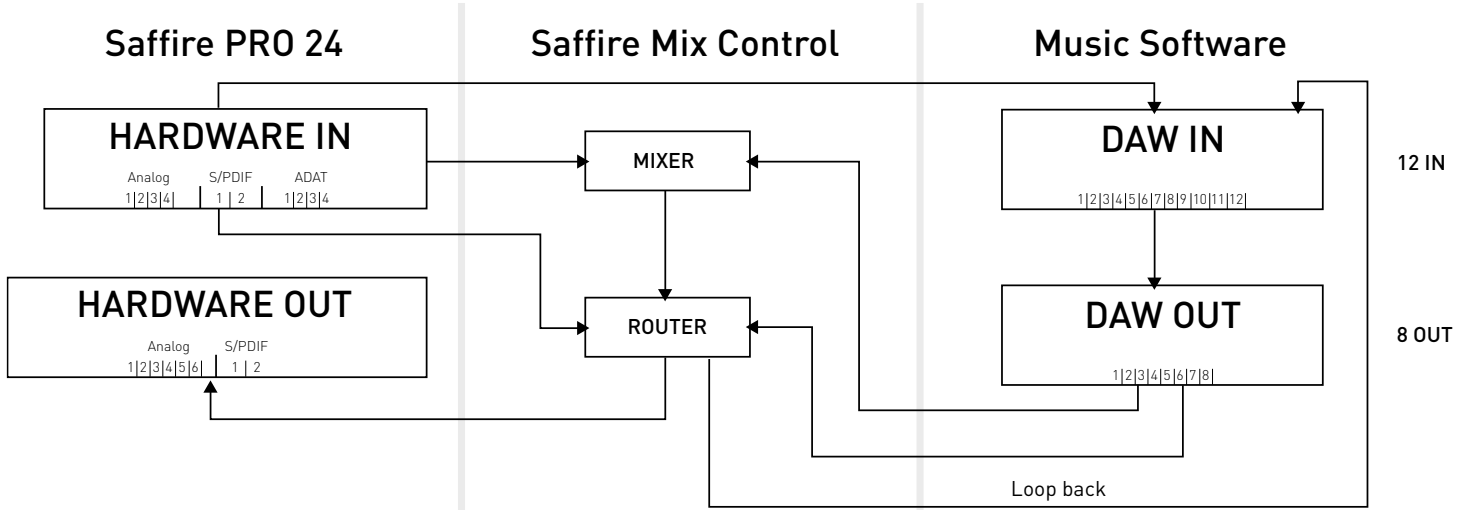 Saffire PRO 24
Saffire Mix Control
Music Software
HARDWARE IN
Analog S/PDIF ADAT
1|2|3|4| | 1 | 2 | 1|2|3|4
MIXER
DAW IN
1|2|3|4|5|6|7|8|9|10|11|12|
12 IN
HARDWARE OUT
Analog S/PDIF
1|2|3|4|5|6| | 1 | 2
ROUTER
DAW OUT
1|2|3|4|5|6|7|8|
8 OUT
Loop back